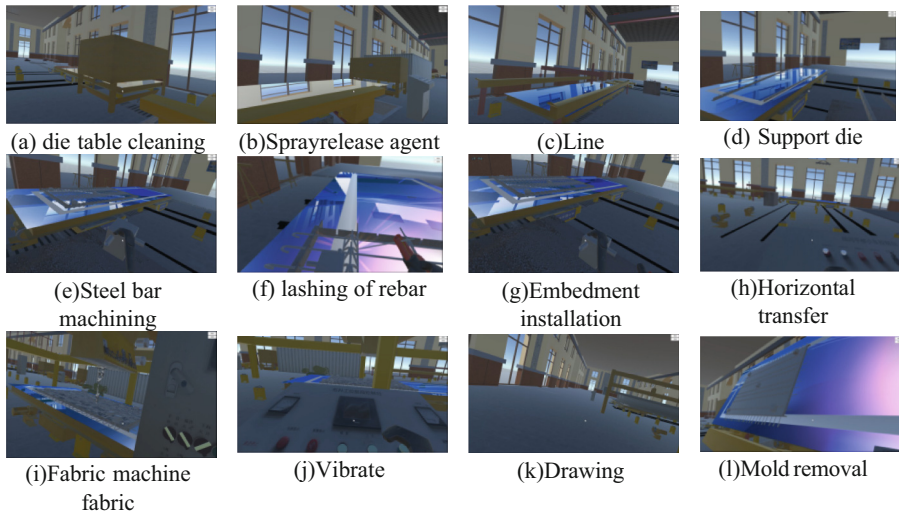 (a) die table cleaning
(b)Sprayrelease agent
(c)Line
(d) Support die
(e)Steel bar
machining
(f) lashing of rebar
(g)Embedment
installation
(h)Horizontal
transfer
(i)Fabric machine
fabric
(j)Vibrate
(k)Drawing
(l)Mold removal